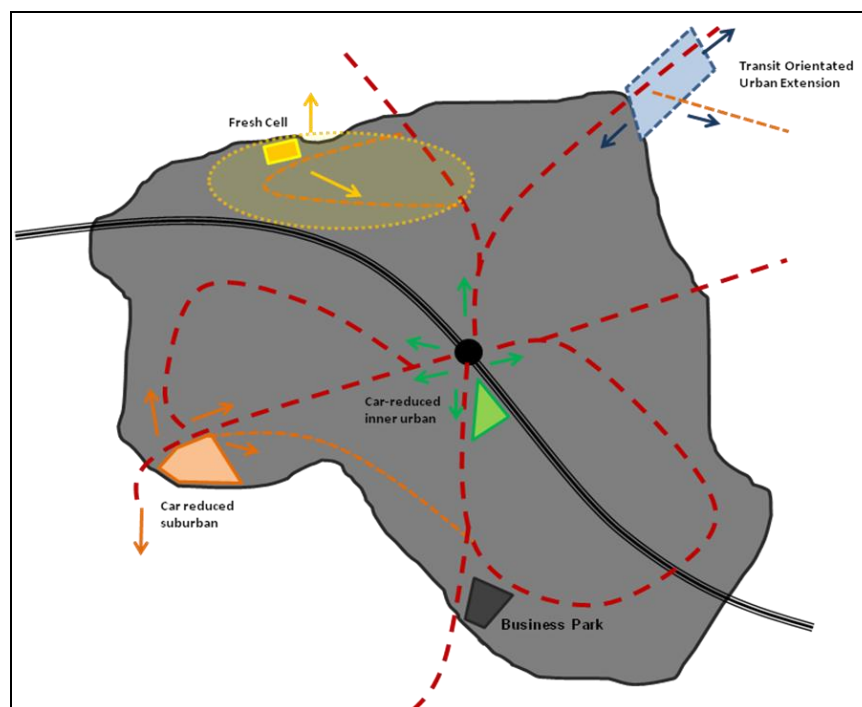 Transit Orientated
Urban Extension
Fresh Cell
Car-reduced
inner urban
Car reduced
suburban
Business Park